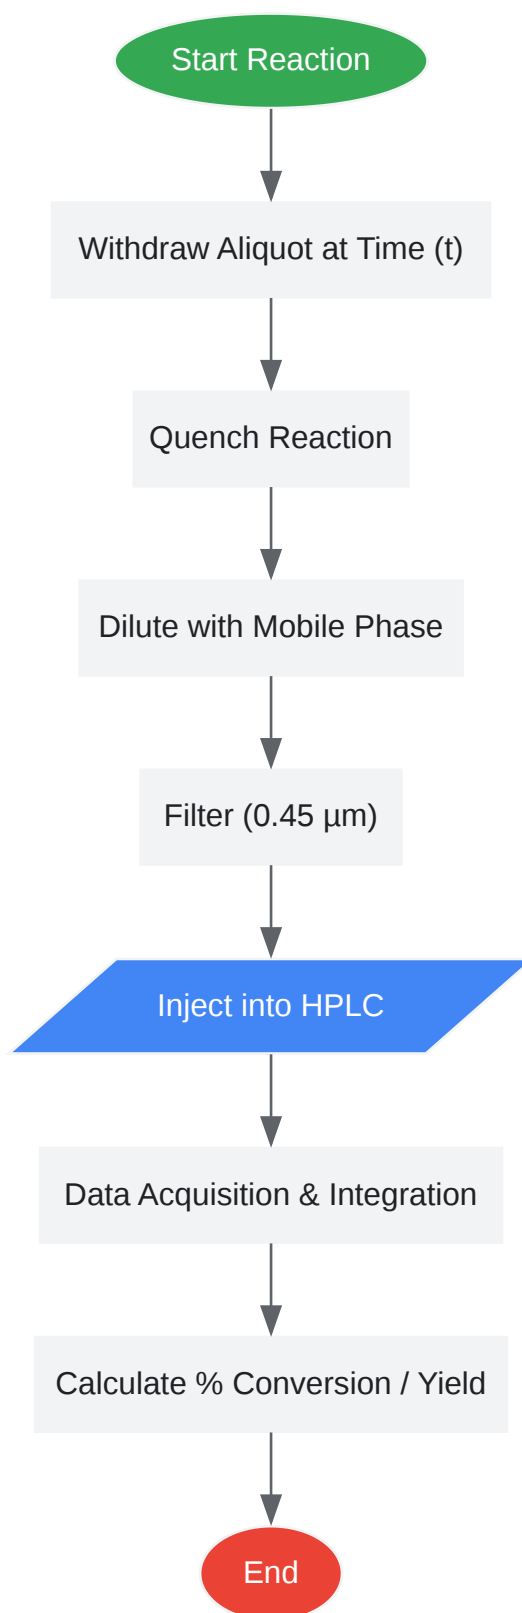 Start Reaction
Withdraw Aliquot at Time (t)
Quench Reaction
Dilute with Mobile Phase
Filter (0.45 µm)
Inject into HPLC
Data Acquisition & Integration
Calculate % Conversion / Yield
End